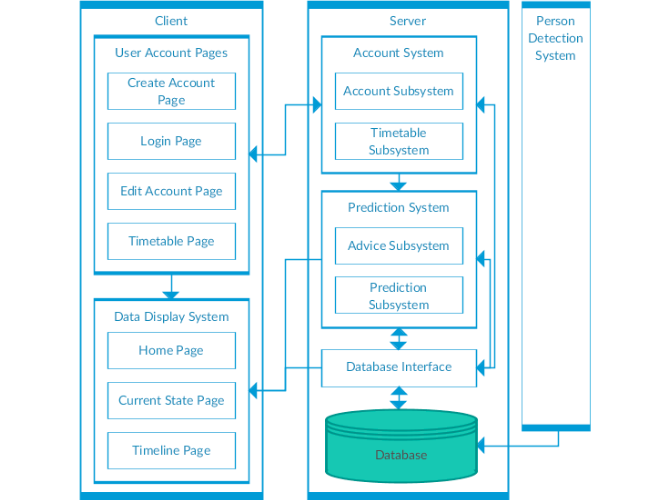 Client
User Account Pages
Create Account
Page
Login Page
Edit Account Page
Timetable Page
Data Display System
Home Page
Current State Page
Timeline Page
Server
Account System
Account Subsystem
Timetable
Subsystem
Prediction System
Advice Subsystem
Prediction
Subsystem
Database Interface
Database
Person
Detection
System